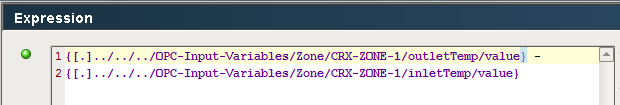 Expression
1 {[.]../../../OPC-Input-Variables/Zone/CRX-ZONE-1/outletTemp/value} -
2 {[.]../../../OPC-Input-Variables/Zone/CRX-ZONE-1/inletTemp/value}